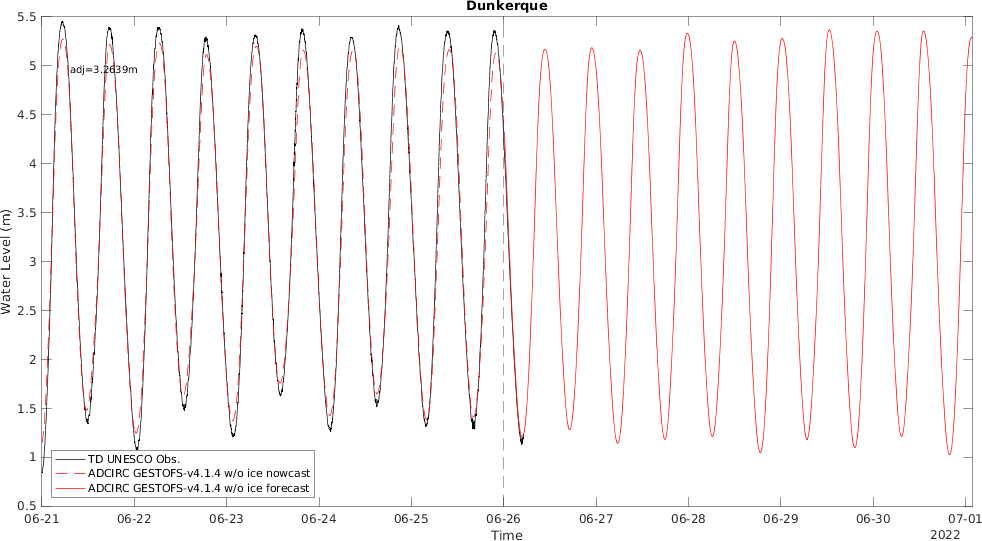 Dunkerque
5.5
5
4.5
4
3.5
3
2.5
2
1.5
1
0.5
Water Level (m)
adj=3.2639m
TD UNESCO Obs.
ADCIRC GESTOFS-v4.1.4 w/o ice nowcast
ADCIRC GESTOFS-v4.1.4 w/o ice forecast
06-21 06-22 06-23 06-24 06-25 06-26 06-27 06-28 06-29 06-30 07-01
Time
2022